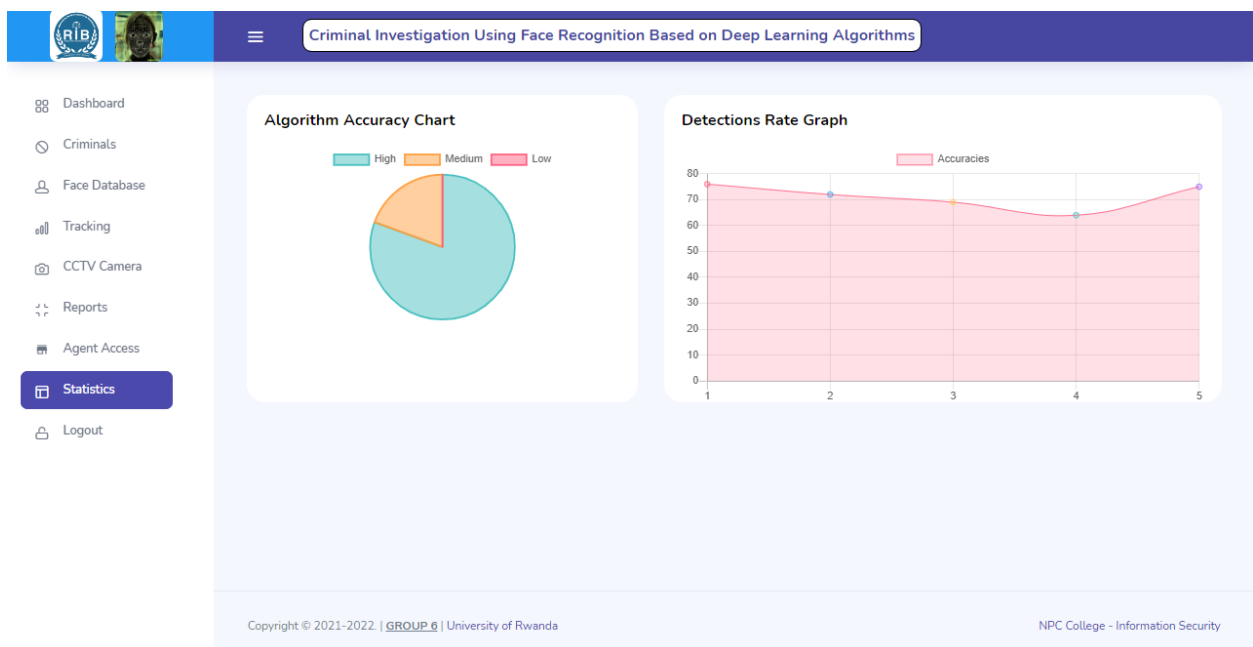 RIB
Criminal Investigation Using Face Recognition Based on Deep Learning Algorithms
Dashboard
Criminals
Face Database
Tracking
CCTV Camera
Reports
Agent Access
Statistics
Logout
Algorithm Accuracy Chart
High Medium Low
Detections Rate Graph
Accuracies
80
70
60
50
40
30
20
10
0
1 2 3 4 5
Copyright © 2021-2022. | GROUP 6 | University of Rwanda
NPC College - Information Security